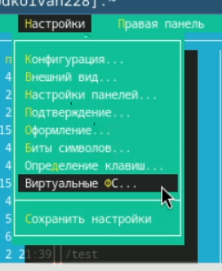 odkoivan228].~
Настройки Правая панель
Конфигурация...
Внешний вид...
Настройки панелей...
Подтверждение...
Оформление...
Биты символов...
Определение клавиш...
Виртуальные ФС...
Сохранить настройки
21:39 /test